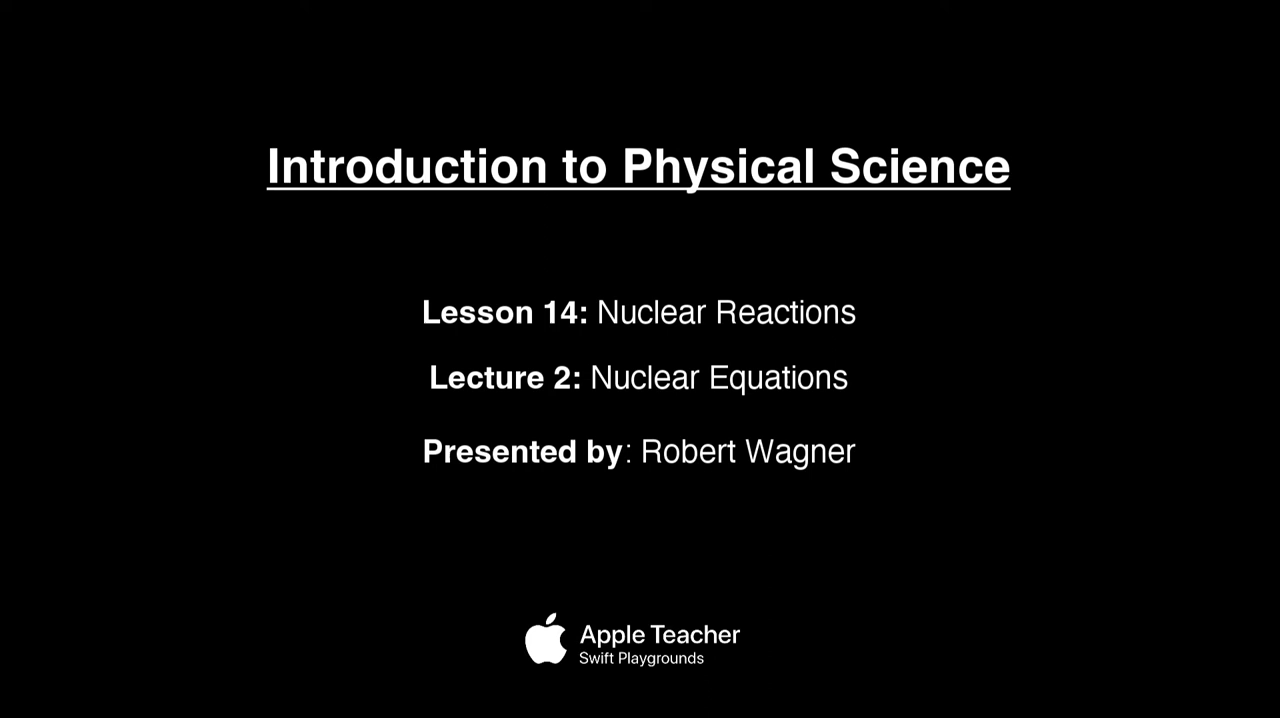 Introduction to Physical Science
Lesson 14: Nuclear Reactions
Lecture 2: Nuclear Equations
Presented by: Robert Wagner
Apple Teacher
Swift Playgrounds